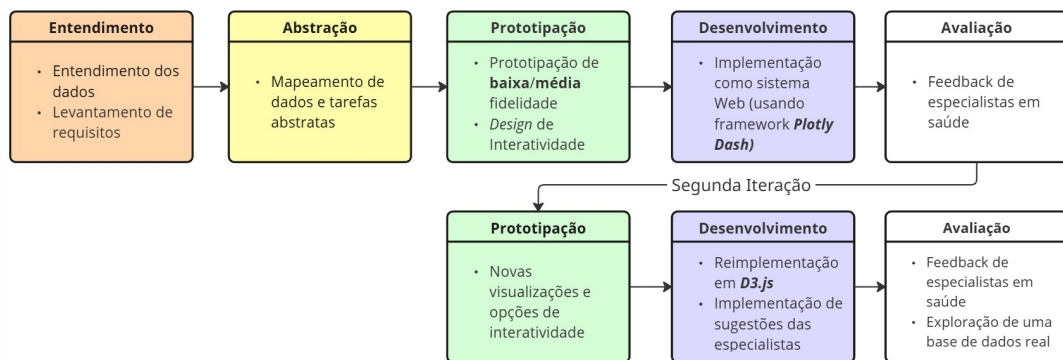 Entendimento
• Entendimento dos
dados
• Levantamento de
requisitos
Abstração
• Mapeamento de
dados e tarefas
abstratas
Prototipação
• Prototipação de
baixa/média
fidelidade
• Design de
Interatividade
Desenvolvimento
• Implementação
como sistema
Web (usando
framework Plotly
Dash)
Avaliação
• Feedback de
especialistas em
saúde
Segunda Iteração
Prototipação
• Novas
visualizações e
opções de
interatividade
Desenvolvimento
• Reimplementação
em D3.js
• Implementação de
sugestões das
especialistas
Avaliação
• Feedback de
especialistas em
saúde
• Exploração de uma
base de dados real